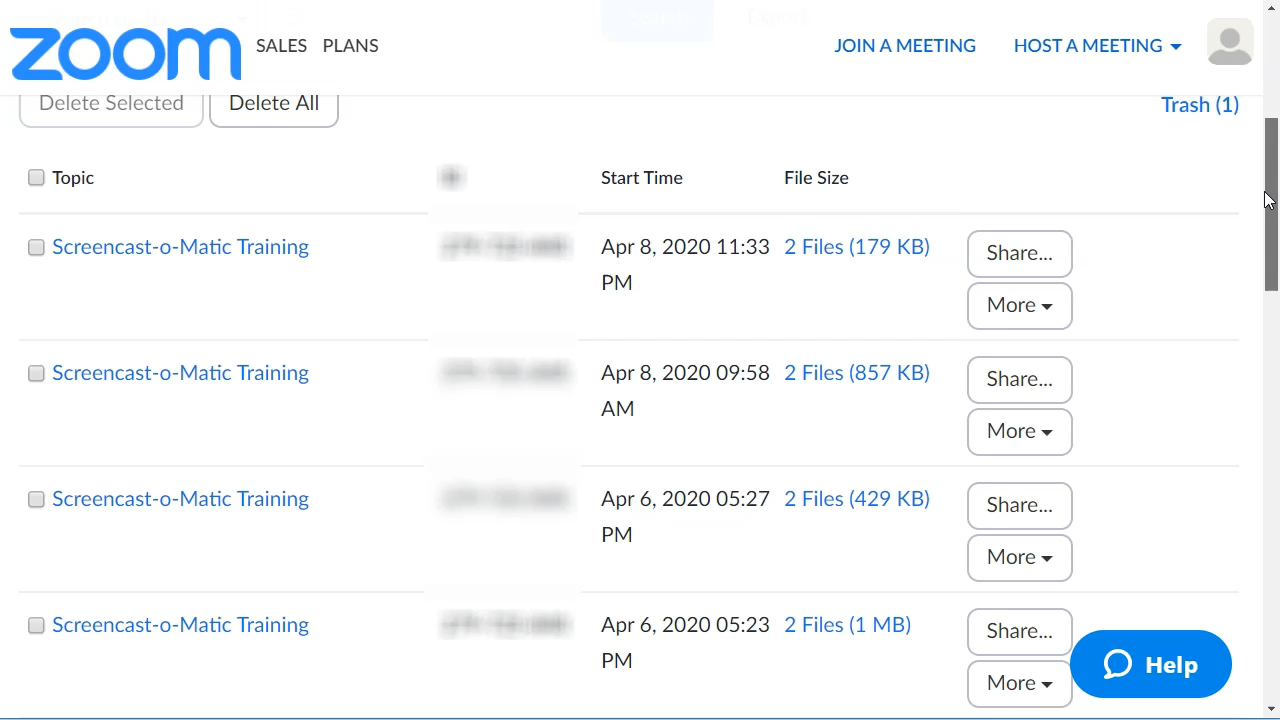 zoom SALES PLANS JOIN A MEETING HOST A MEETING
Delete Selected Delete All Trash (1)
Topic Start Time File Size
Screencast-o-Matic Training Apr 8, 2020 11:33 2 Files (179 KB) Share...
PM
More
Screencast-o-Matic Training Apr 8, 2020 09:58 2 Files (857 KB) Share...
AM
More
Screencast-o-Matic Training Apr 6, 2020 05:27 2 Files (429 KB) Share...
PM
More
Screencast-o-Matic Training Apr 6, 2020 05:23 2 Files (1 MB) Share...
PM
More
Help